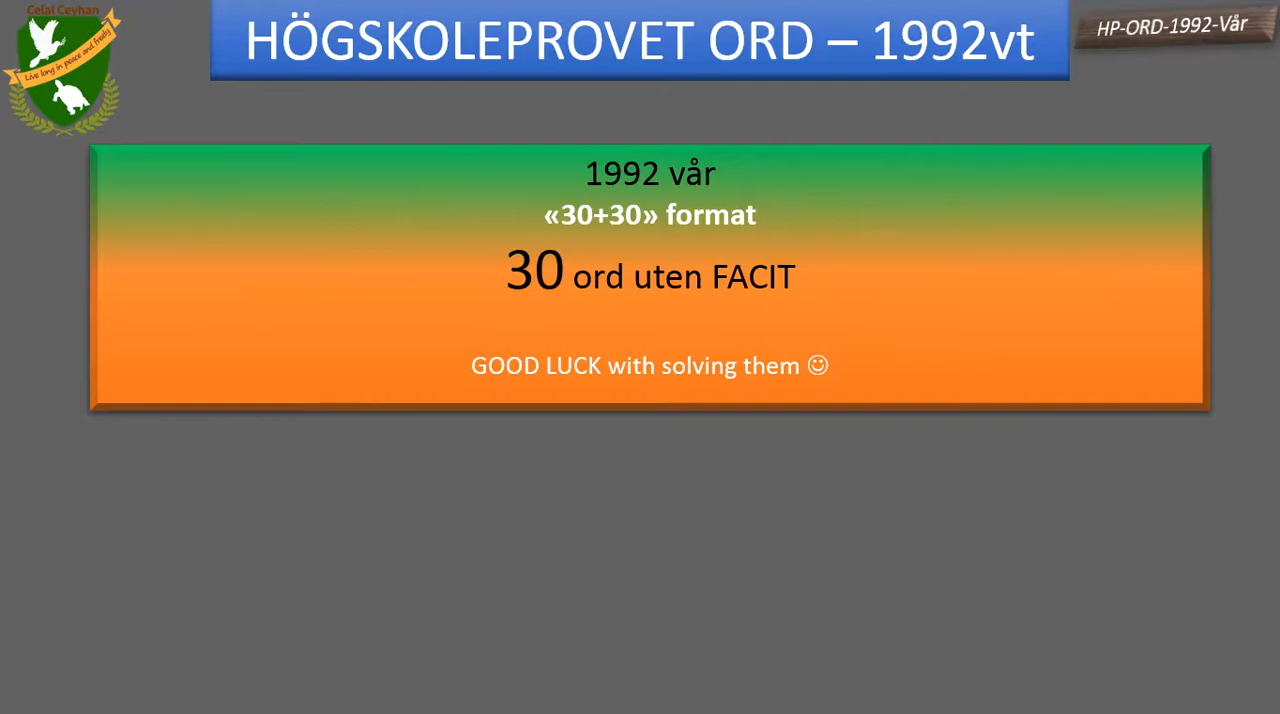 Celal Ceyhan
Live long in peace and freely
HÖGSKOLEPROVET ORD – 1992vt
HP-ORD-1992-Vår
1992 vår
«30+30» format
30 ord uten FACIT
GOOD LUCK with solving them ☺